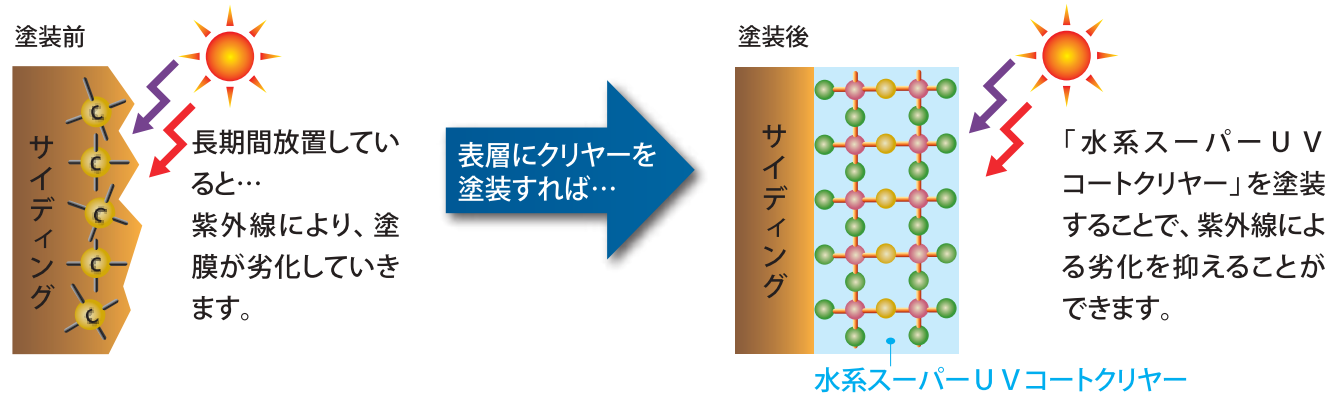 塗装前
サイディング
C
C
C
C
C
長期間放置してい
ると…
紫外線により、塗
膜が劣化していき
ます。
表層にクリヤーを
塗装すれば…
塗装後
サイディング
「水系スーパーＵＶ
コートクリヤー」を塗装
することで、紫外線によ
る劣化を抑えることが
できます。
水系スーパーＵＶコートクリヤー